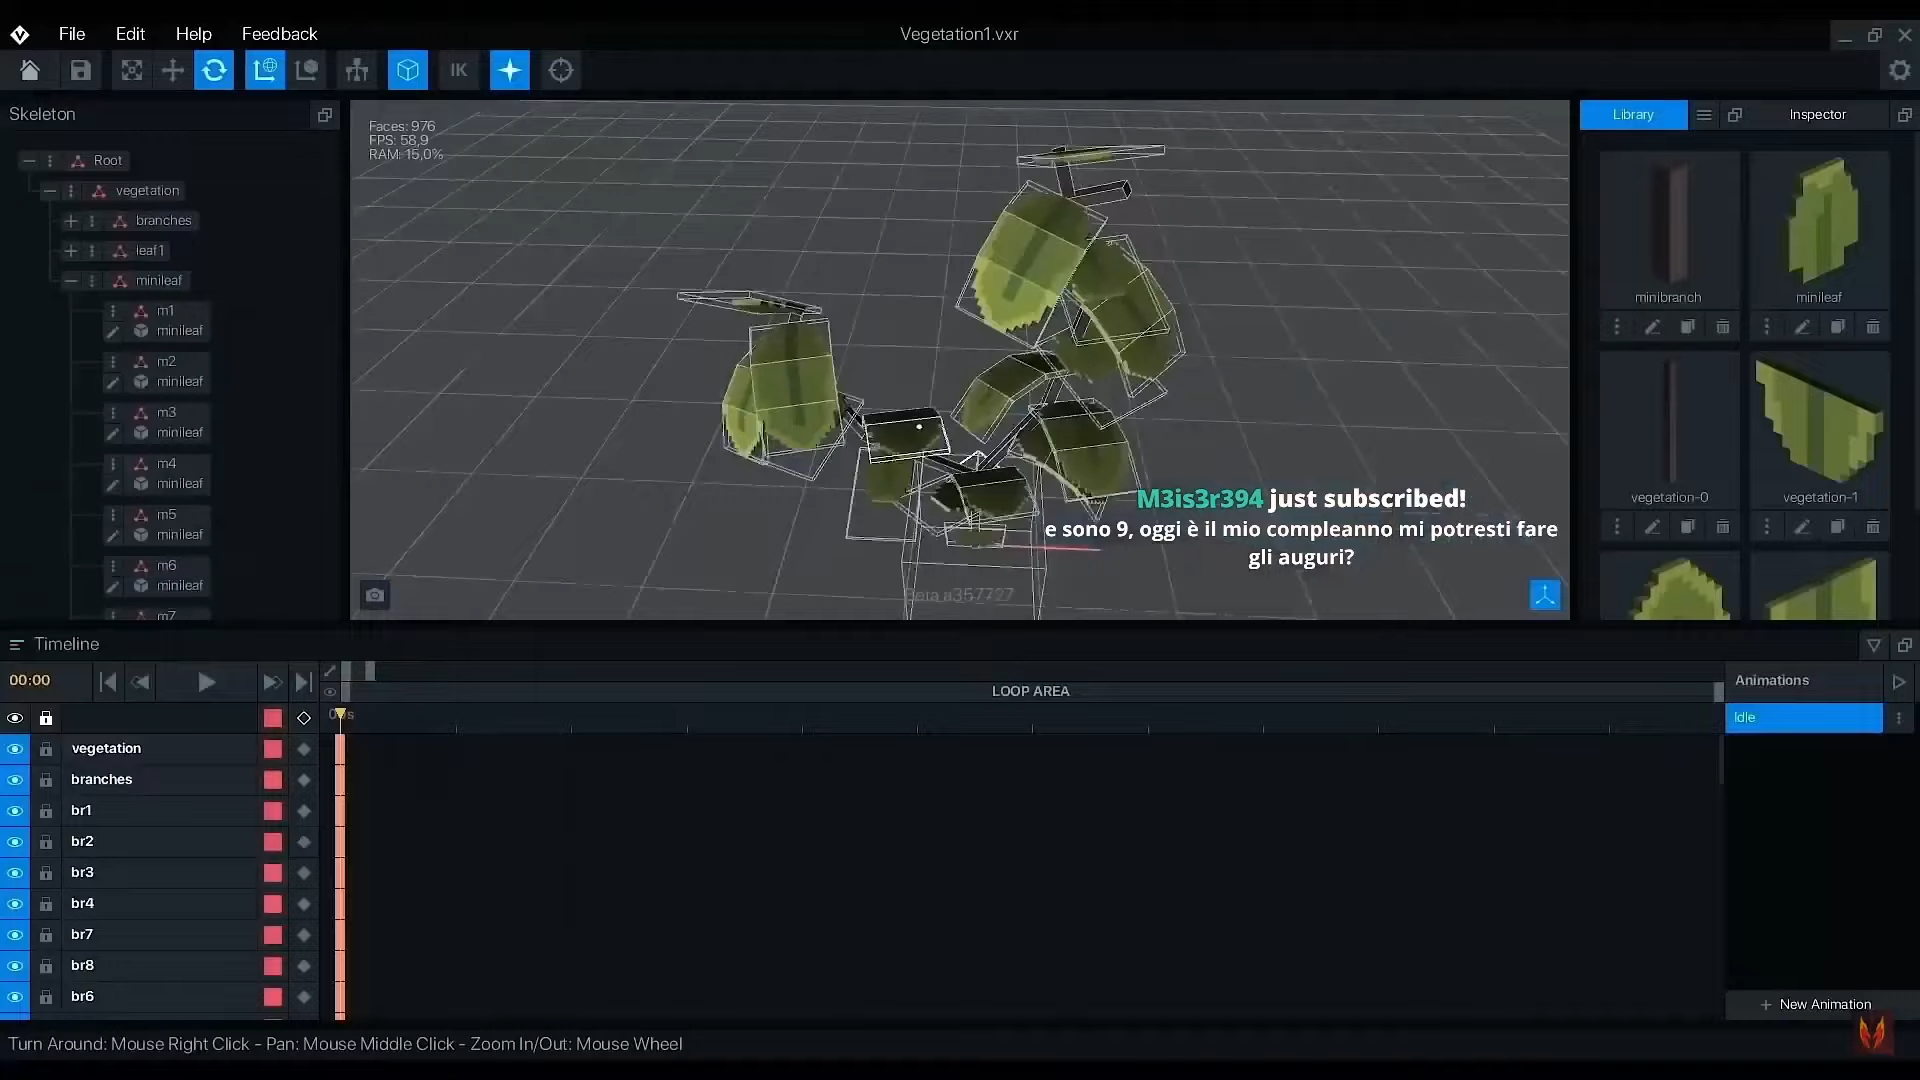 File Edit Help Feedback
Vegetation1.vxr
IK
Skeleton
Root
vegetation
branches
leaf1
minileaf
m1
minileaf
m2
minileaf
m3
minileaf
m4
minileaf
m5
minileaf
m6
minileaf
m7
Faces: 976
FPS: 58,9
RAM: 15,0%
M3is3r394 just subscribed!
e sono 9, oggi è il mio compleanno mi potresti fare
gli auguri?
a357727
Library
Inspector
minibranch
minileaf
vegetation-0
vegetation-1
Timeline
00:00
LOOP AREA
Animations
Idle
vegetation
branches
br1
br2
br3
br4
br7
br8
br6
+ New Animation
Turn Around: Mouse Right Click - Pan: Mouse Middle Click - Zoom In/Out: Mouse Wheel